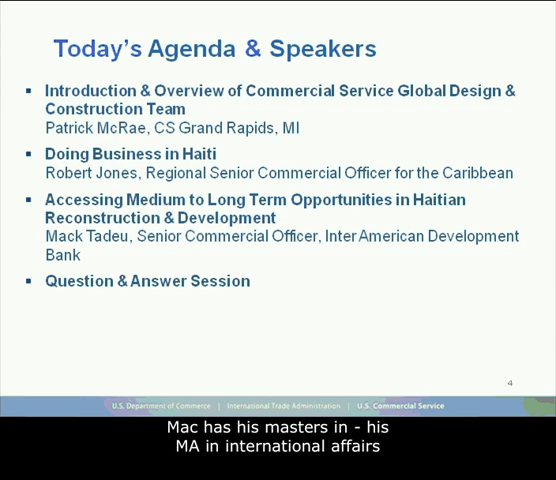 Today's Agenda & Speakers
Introduction & Overview of Commercial Service Global Design &
Construction Team
Patrick McRae, CS Grand Rapids, MI
Doing Business in Haiti
Robert Jones, Regional Senior Commercial Officer for the Caribbean
Accessing Medium to Long Term Opportunities in Haitian
Reconstruction & Development
Mack Tadeu, Senior Commercial Officer, Inter American Development
Bank
Question & Answer Session
4
U.S. Department of Commerce | International Trade Administration | U.S. Commercial Service
Mac has his masters in - his
MA in international affairs